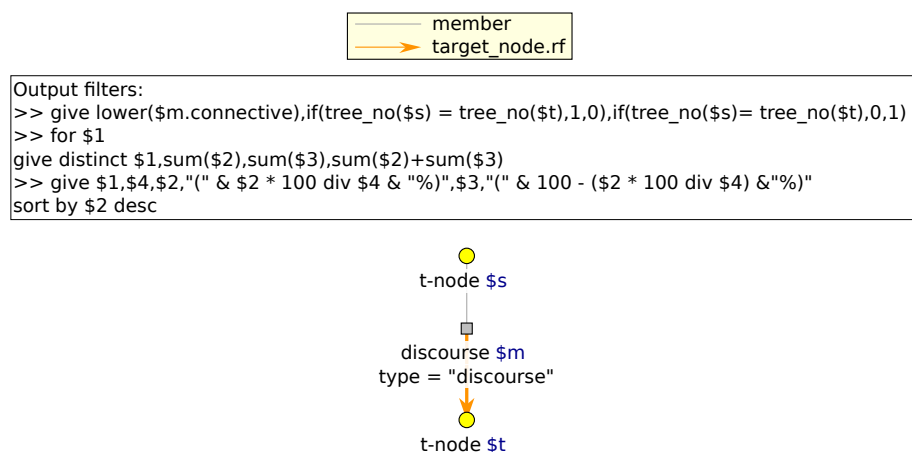 member
target_node.rf
Output filters:
>> give lower($m.connective),if(tree_no($s) = tree_no($t),1,0),if(tree_no($s)= tree_no($t),0,1)
>> for $1
give distinct $1,sum($2),sum($3),sum($2)+sum($3)
>> give $1,$4,$2,"(" & $2 * 100 div $4 & "%)",$3,"(" & 100 - ($2 * 100 div $4) &"%)"
sort by $2 desc
t-node $s
discourse $m
type = "discourse"
t-node $t